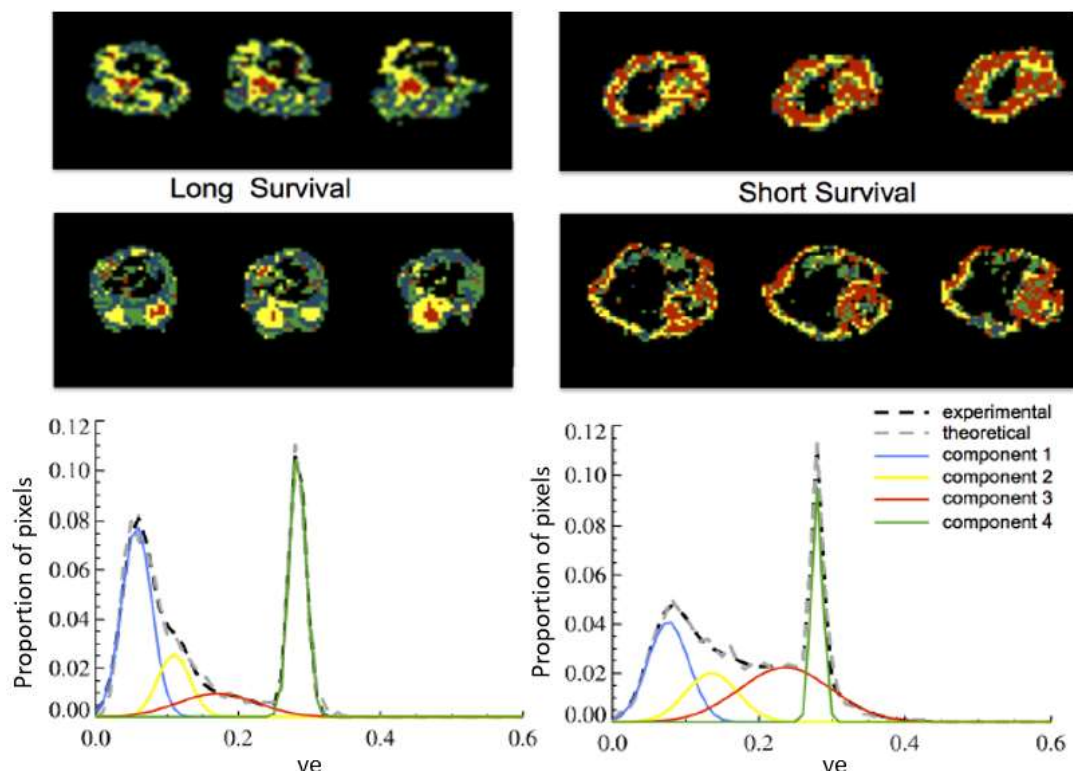 Long Survival
Short Survival
Proportion of pixels
0.12
0.10
0.08
0.06
0.04
0.02
0.00
0.0
0.2
0.4
0.6
ve
Proportion of pixels
0.12
0.10
0.08
0.06
0.04
0.02
0.00
0.0
0.2
0.4
0.6
ve
experimental
theoretical
component 1
component 2
component 3
component 4